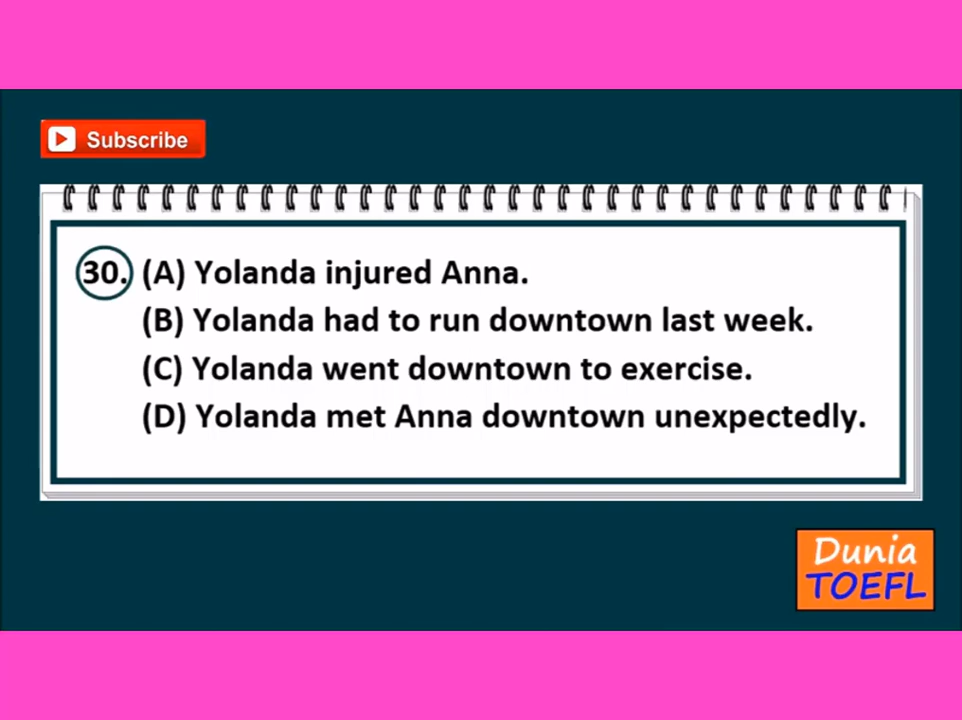 Subscribe
30. (A) Yolanda injured Anna.
(B) Yolanda had to run downtown last week.
(C) Yolanda went downtown to exercise.
(D) Yolanda met Anna downtown unexpectedly.
Dunia
TOEFL